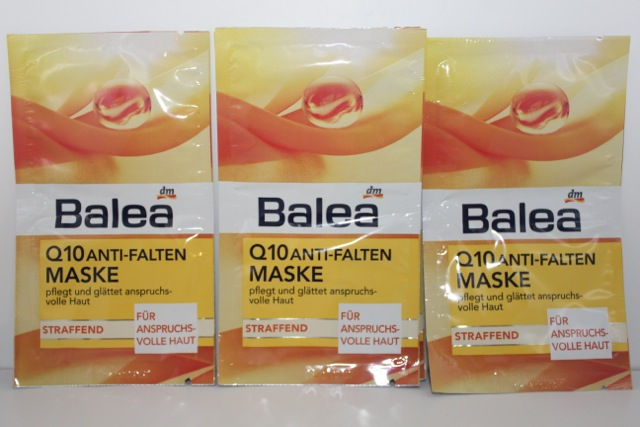 dm
Balea
Q10 ANTI-FALTEN
MASKE
pflegt und glättet anspruchs-
volle Haut
STRAFFEND
FÜR
ANSPRUCHS-
VOLLE HAUT
dm
Balea
Q10 ANTI-FALTEN
MASKE
pflegt und glättet anspruchs-
volle Haut
STRAFFEND
FÜR
ANSPRUCHS-
VOLLE HAUT
dm
Balea
Q10 ANTI-FALTEN
MASKE
pflegt und glättet anspruchs-
volle Haut
STRAFFEND
FÜR
ANSPRUCHS-
VOLLE HAUT